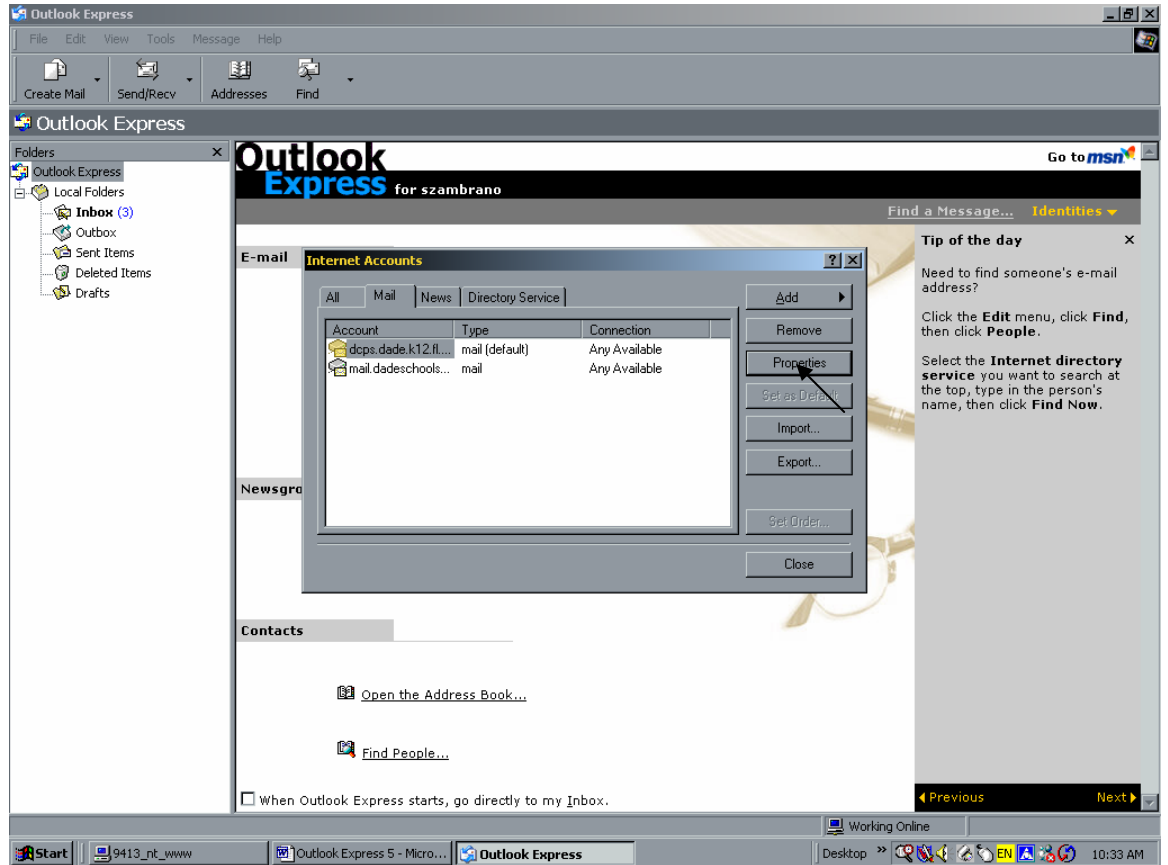 Outlook Express
File Edit View Tools Message Help
Create Mail Send/Recv Addresses Find
Outlook Express
Folders
Outlook Express
Local Folders
Inbox (3)
Outbox
Sent Items
Deleted Items
Drafts
Outlook
Express for szambrano
Go to msn
Find a Message... Identities
E-mail
Newsgro
Contacts
Open the Address Book...
Find People...
When Outlook Express starts, go directly to my Inbox.
Internet Accounts
All Mail News Directory Service
Account Type Connection
dcps.dade.k12.fl.... mail (default) Any Available
mail.dadeschools... mail Any Available
Add
Remove
Properties
Set as Default
Import...
Export...
Set Order...
Close
Tip of the day
Need to find someone's e-mail
address?
Click the Edit menu, click Find,
then click People.
Select the Internet directory
service you want to search at
the top, type in the person's
name, then click Find Now.
Previous Next
Working Online
Start 9413_nt_www Outlook Express 5 - Micro... Outlook Express Desktop » EN 10:33 AM